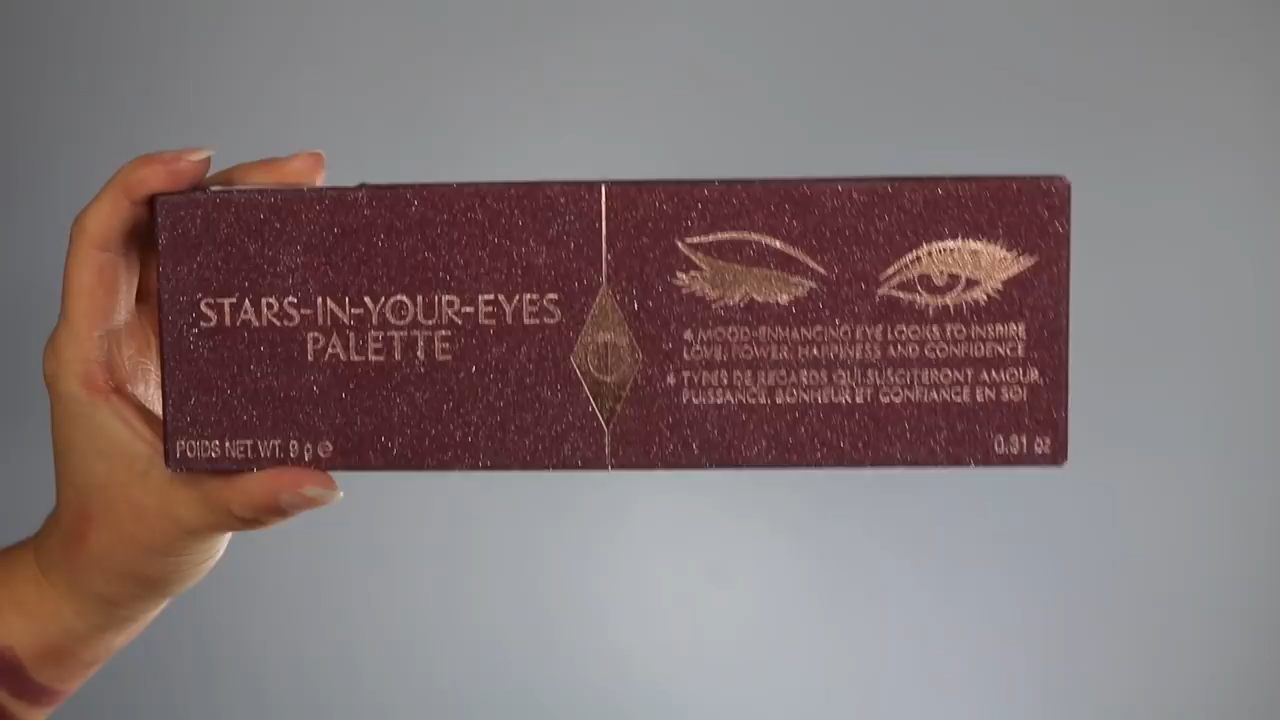 STARS-IN-YOUR-EYES
PALETTE
POIDS NET. WT. 9 g ℮
4 MOOD-ENHANCING EYE LOOKS TO INSPIRE
LOVE, POWER, HAPPINESS AND CONFIDENCE
4 TYPES DE REGARDS QUI SUSCITERONT AMOUR,
PUISSANCE, BONHEUR ET CONFIANCE EN SOI
0.31 oz